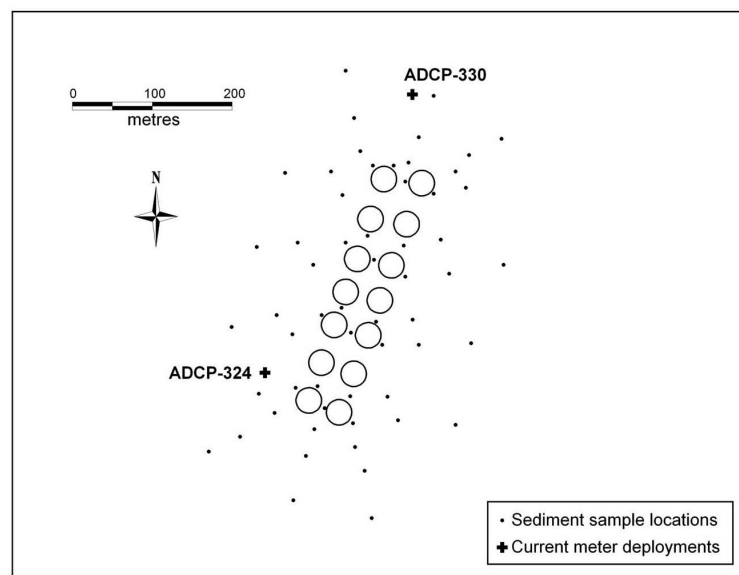 ADCP-330
0 200
100
metres
N
ADCP-324
Sediment sample locations
Current meter deployments